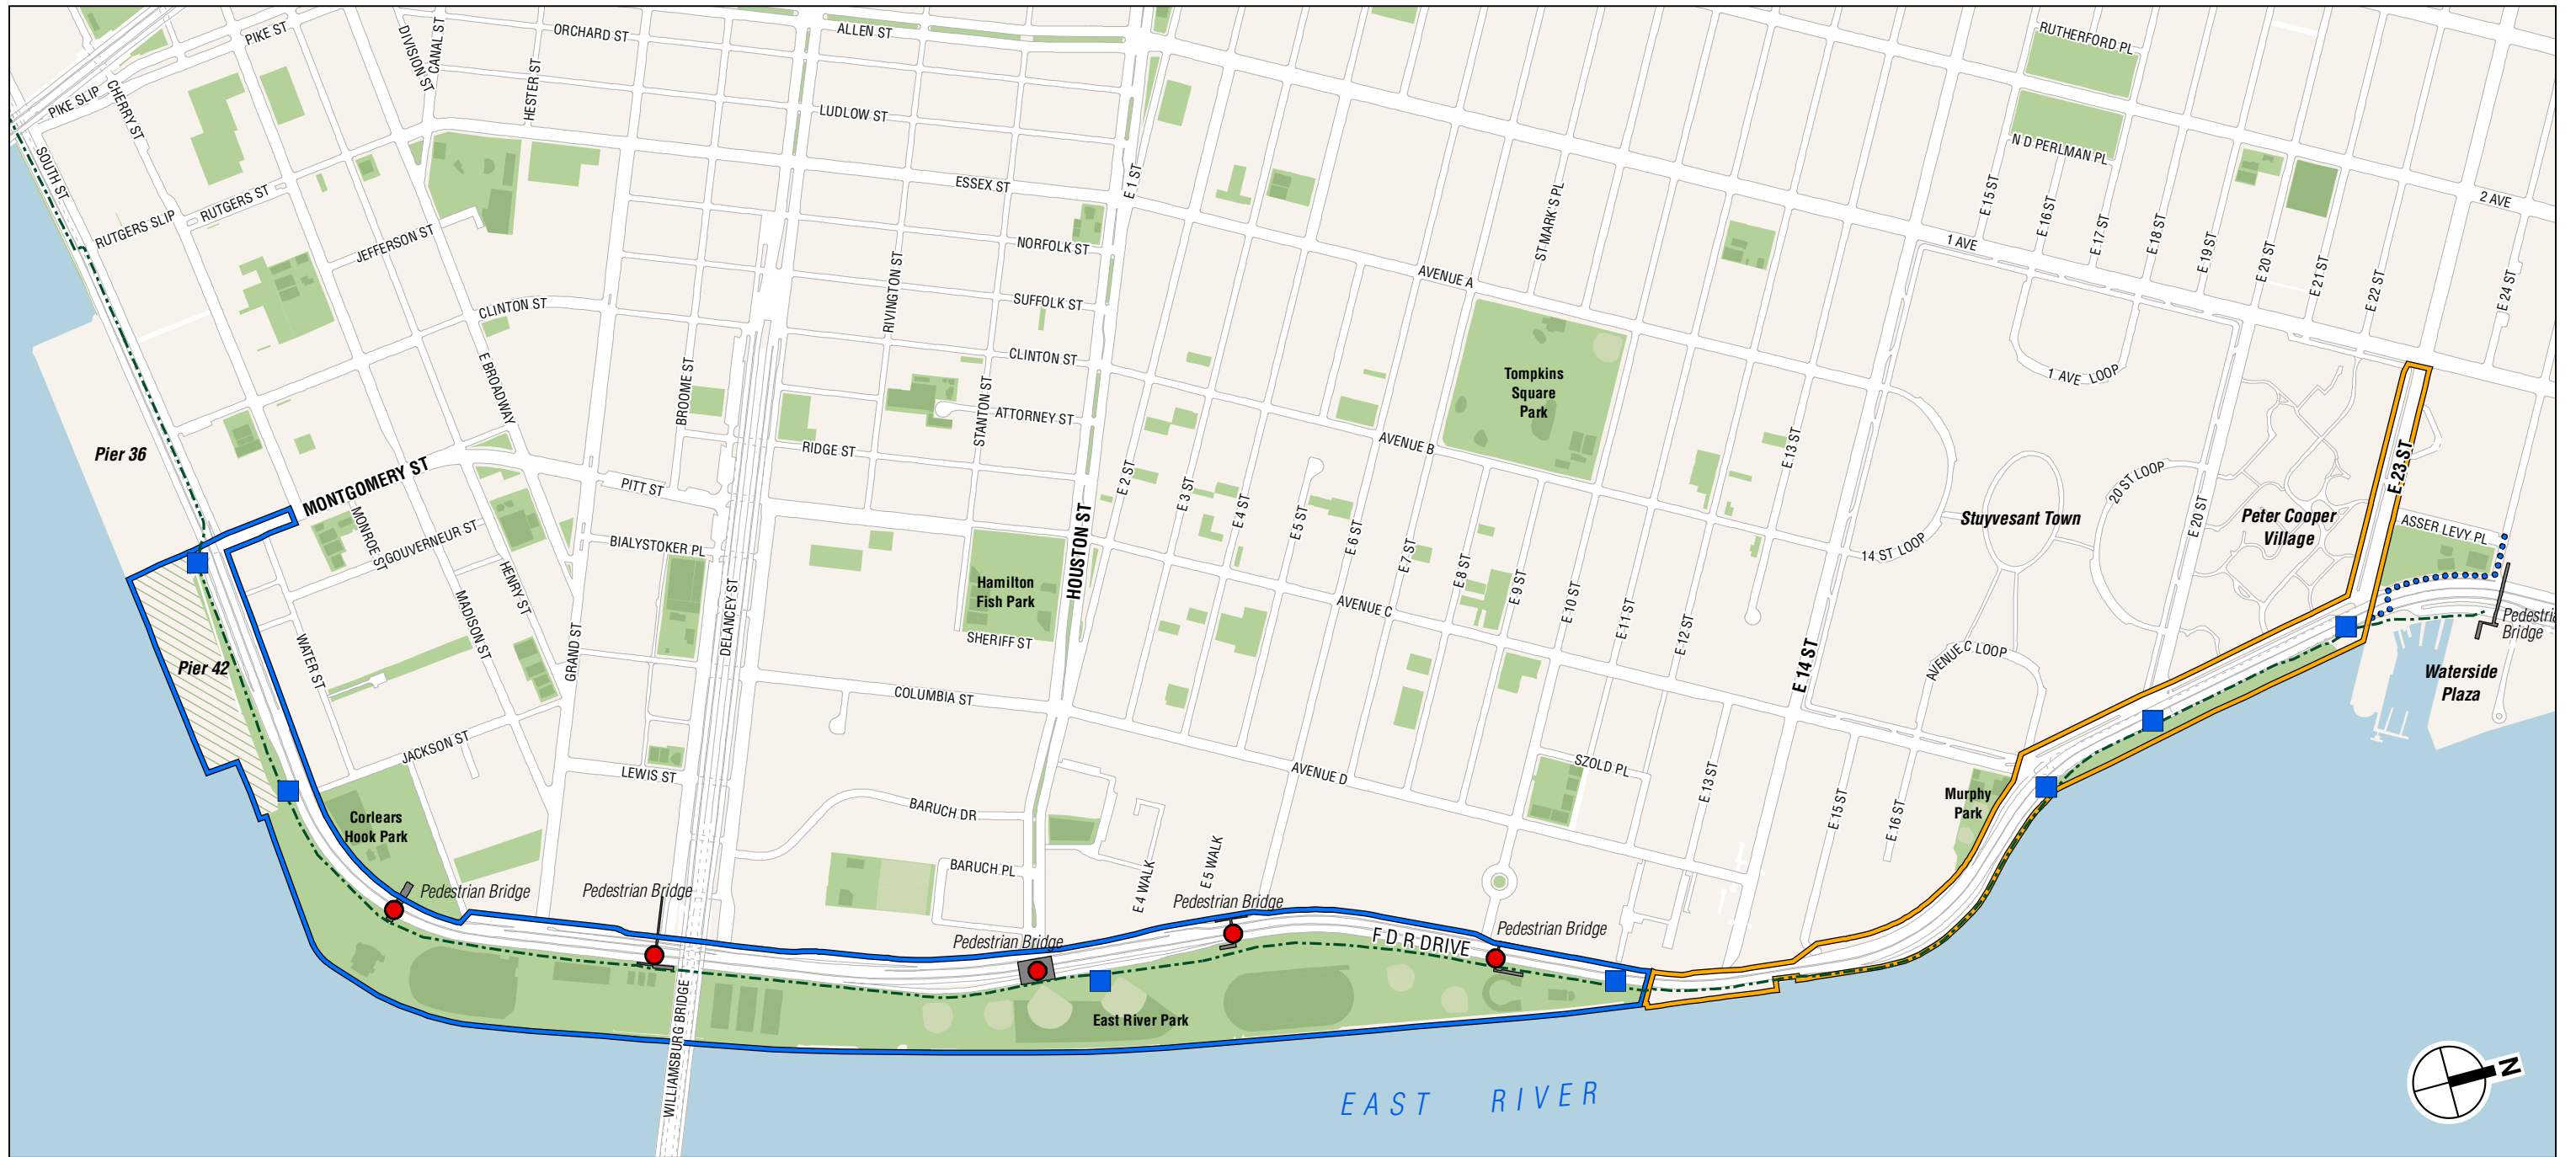 PIKE ST
DIVISION ST
CANAL ST
ORCHARD ST
ALLEN ST
RUTHERFORD PL
PIKE SLIP
CHERRY ST
HESTER ST
LUDLOW ST
N D PERLMAN PL
SOUTH ST
ESSEX ST
E 1 ST
ST MARK'S PL
E 15 ST
E 16 ST
E 17 ST
E 18 ST
E 19 ST
E 20 ST
E 21 ST
E 22 ST
E 24 ST
2 AVE
RUTGERS SLIP
RUTGERS ST
JEFFERSON ST
NORFOLK ST
1 AVE
AVENUE A
CLINTON ST
RIVINGTON ST
SUFFOLK ST
E BROADWAY
BROOME ST
CLINTON ST
STANTON ST
ATTORNEY ST
Tompkins
Square
Park
1 AVE LOOP
Pier 36
MONTGOMERY ST
RIDGE ST
AVENUE B
E 13 ST
20 ST LOOP
E 23 ST
PITT ST
E 2 ST
E 3 ST
E 4 ST
E 5 ST
E 6 ST
E 7 ST
E 8 ST
E 9 ST
E 10 ST
E 11 ST
E 12 ST
Stuyvesant Town
E 20 ST
Peter Cooper
Village
ASSER LEVY PL
MONROE ST
GOUVERNEUR ST
BIALYSTOKER PL
HOUSTON ST
14 ST LOOP
HENRY ST
MADISON ST
GRAND ST
DELANCEY ST
Hamilton
Fish Park
SHERIFF ST
AVENUE C
E 14 ST
AVENUE C LOOP
Pedestria
Bridge
Pier 42
WATER ST
COLUMBIA ST
Waterside
Plaza
JACKSON ST
LEWIS ST
AVENUE D
SZOLD PL
E 13 ST
E 15 ST
E 16 ST
Murphy
Park
Corlears
Hook Park
BARUCH DR
BARUCH PL
E 4 WALK
E 5 WALK
Pedestrian Bridge
Pedestrian Bridge
Pedestrian Bridge
Pedestrian Bridge
Pedestrian Bridge
F D R DRIVE
WILLIAMSBURG BRIDGE
East River Park
EAST RIVER
N